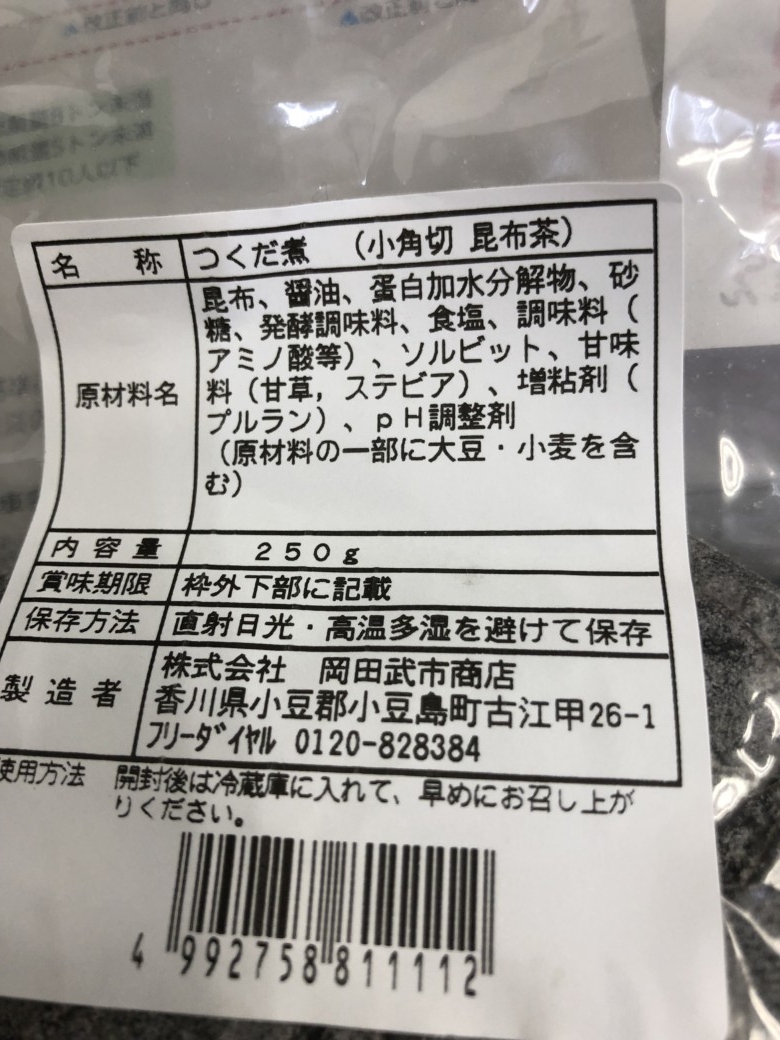 名　称　つくだ煮　（小角切 昆布茶）
原材料名
昆布、醤油、蛋白加水分解物、砂
糖、発酵調味料、食塩、調味料（
アミノ酸等）、ソルビット、甘味
料（甘草，ステビア）、増粘剤（
プルラン）、ｐＨ調整剤
（原材料の一部に大豆・小麦を含
む）
内容量　２５０ｇ
賞味期限　枠外下部に記載
保存方法　直射日光・高温多湿を避けて保存
製造者
株式会社　岡田武市商店
香川県小豆郡小豆島町古江甲26-1
ﾌﾘｰﾀﾞｲﾔﾙ 0120-828384
使用方法　開封後は冷蔵庫に入れて、早めにお召し上が
りください。
4 992758 811112